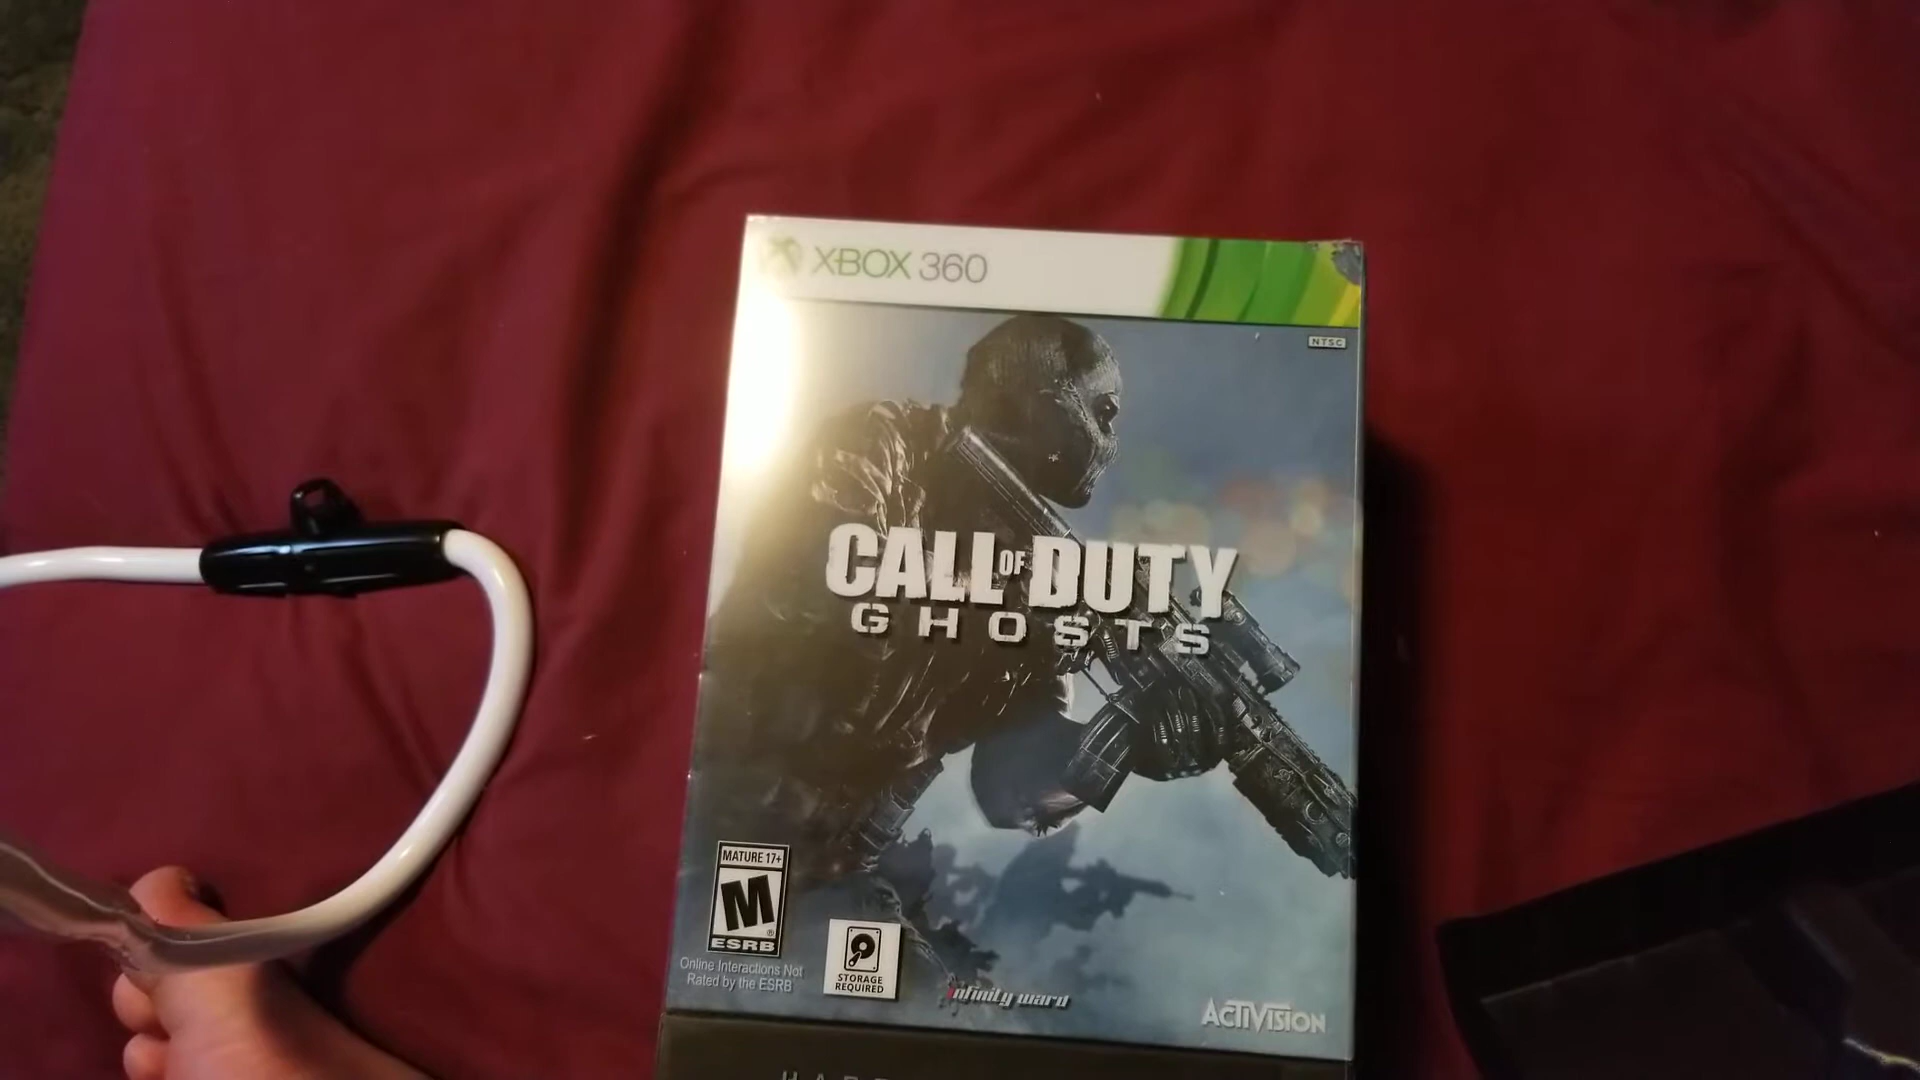 XBOX 360
NTSC
CALL OF DUTY
GHOSTS
MATURE 17+
M
®
ESRB
Online Interactions Not
Rated by the ESRB
STORAGE
REQUIRED
infinity ward
ACTIVISION